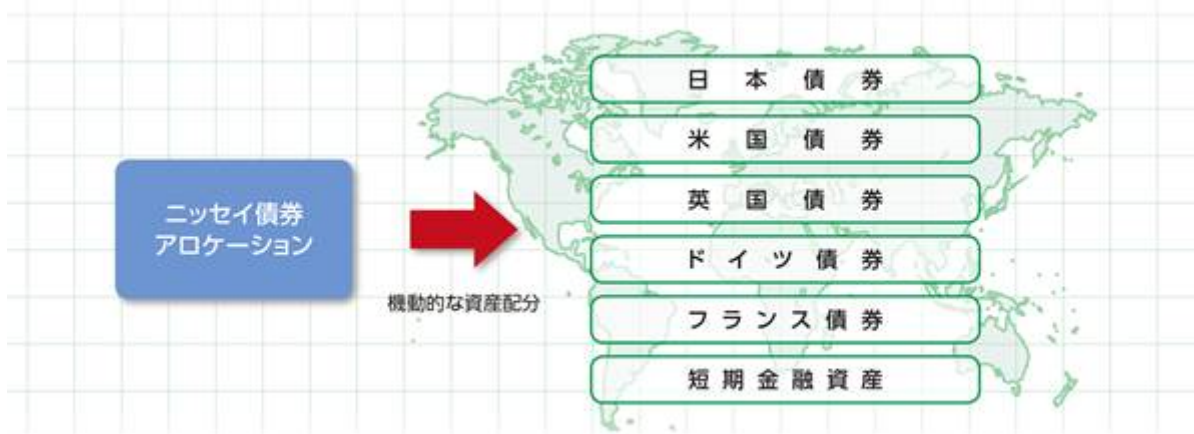 ニッセイ債券
アロケーション
機動的な資産配分
日本債券
米国債券
英国債券
ドイツ債券
フランス債券
短期金融資産